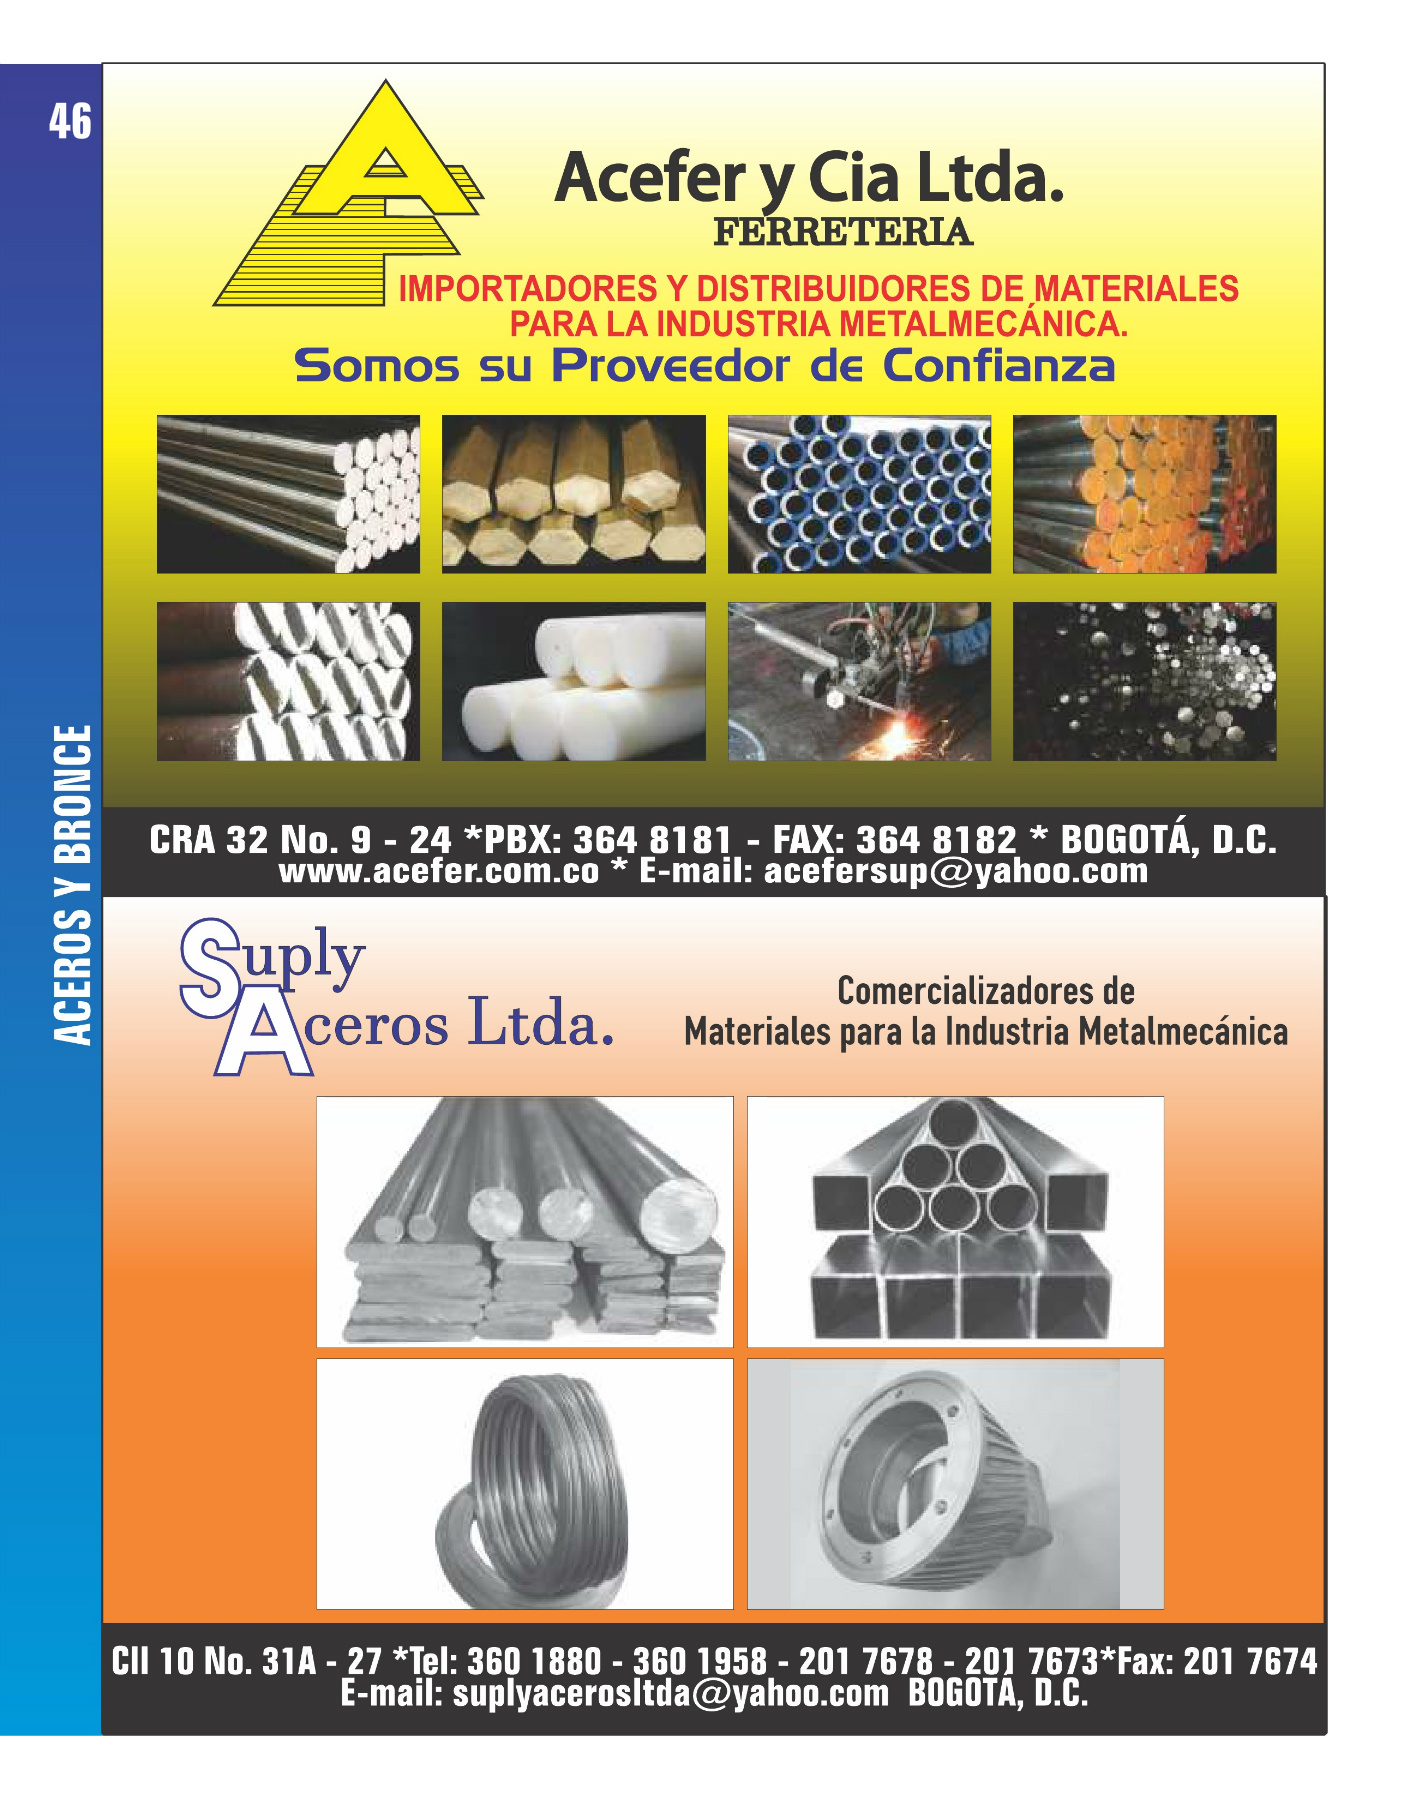 46
ACEROS Y BRONCE
Acefer y Cia Ltda.
FERRETERIA
IMPORTADORES Y DISTRIBUIDORES DE MATERIALES
PARA LA INDUSTRIA METALMECÁNICA.
Somos su Proveedor de Confianza
CRA 32 No. 9 - 24 *PBX: 364 8181 - FAX: 364 8182 * BOGOTÁ, D.C.
www.acefer.com.co * E-mail: acefersup@yahoo.com
Suply
Aceros Ltda.
Comercializadores de
Materiales para la Industria Metalmecánica
Cll 10 No. 31A - 27 *Tel: 360 1880 - 360 1958 - 201 7678 - 201 7673*Fax: 201 7674
E-mail: suplyacerosltda@yahoo.com BOGOTÁ, D.C.